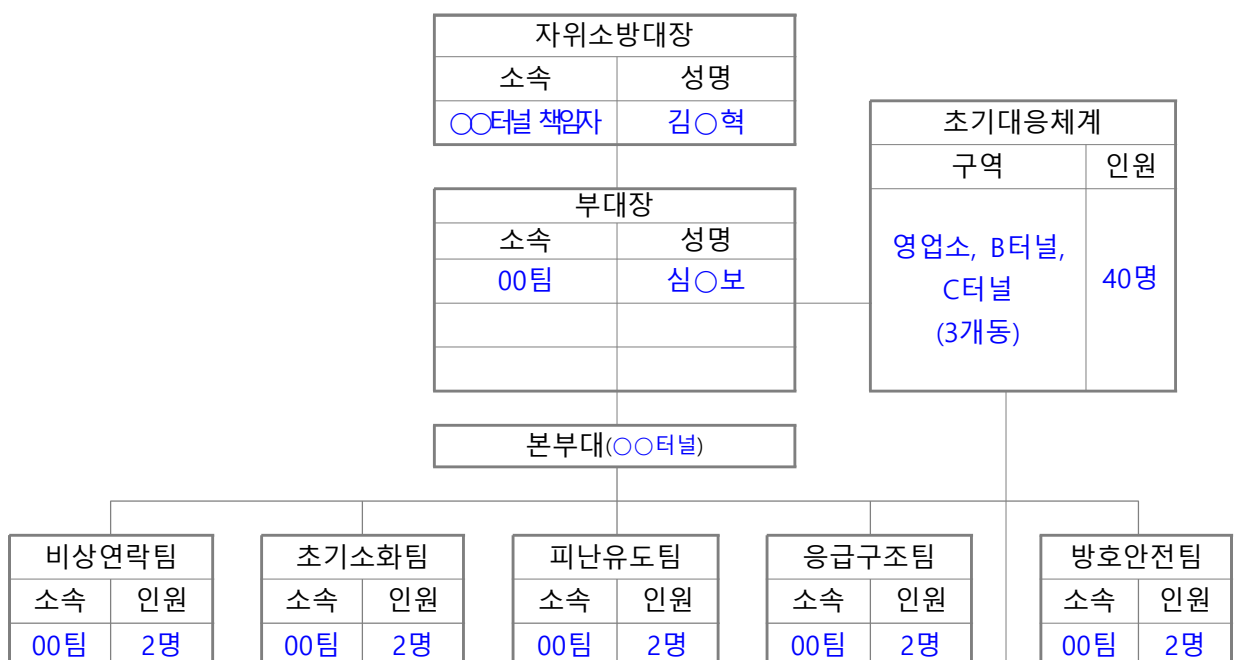 자위소방대장
소속 성명
○○터널 책임자 김○혁
초기대응체계
구역 인원
영업소, B터널,
C터널
(3개동)
40명
부대장
소속 성명
00팀 심○보
본부대(○○터널)
비상연락팀 초기소화팀 피난유도팀 응급구조팀 방호안전팀
소속 인원 소속 인원 소속 인원 소속 인원 소속 인원
00팀 2명 00팀 2명 00팀 2명 00팀 2명 00팀 2명